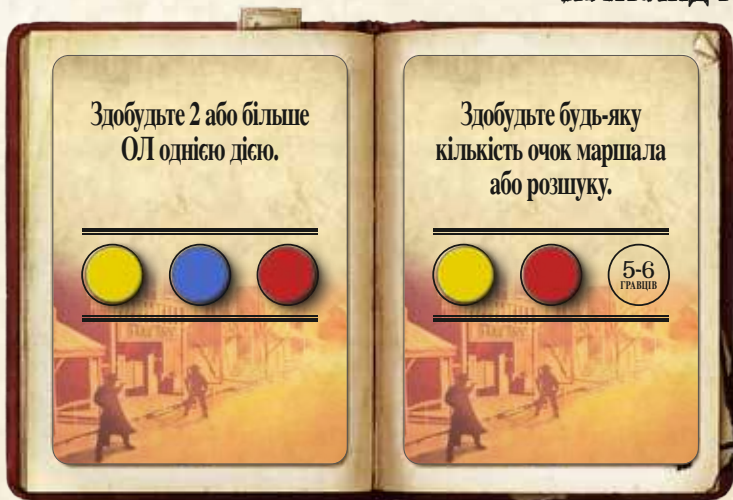 Здобудьте 2 або більше
ОЛ однією дією.
Здобудьте будь-яку
кількість очок маршала
або розшуку.
5-6
ГРАВЦІВ